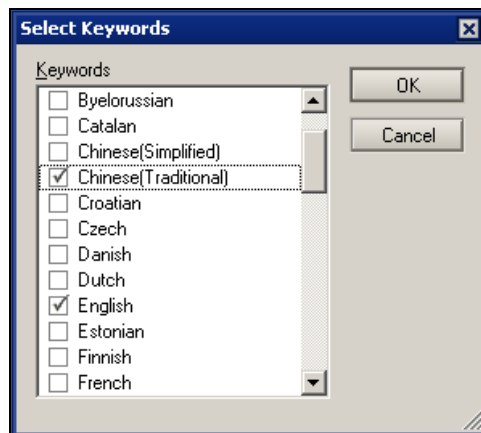 Select Keywords
Keywords
Byelorussian
Catalan
Chinese(Simplified)
Chinese(Traditional)
Croatian
Czech
Danish
Dutch
English
Estonian
Finnish
French
OK
Cancel